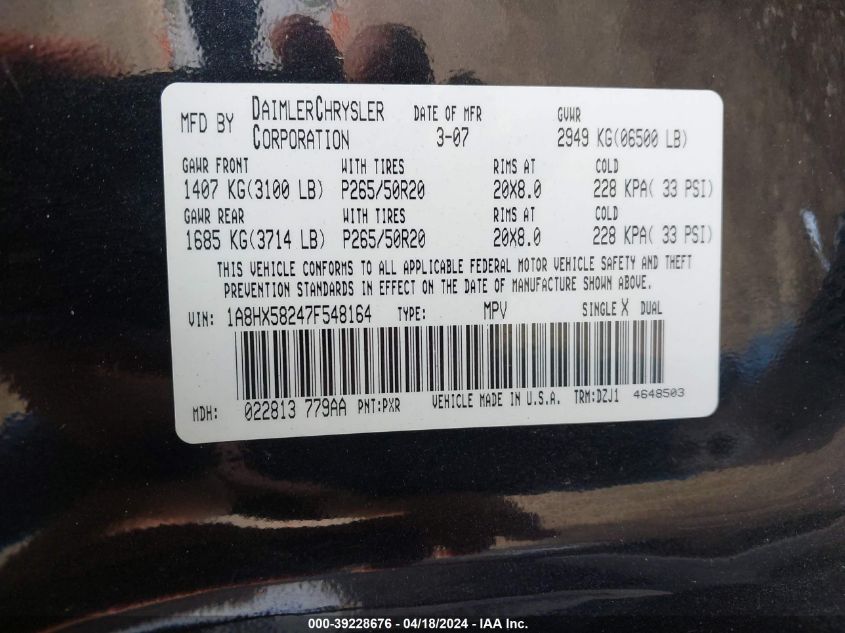 MFD BY DAIMLERCHRYSLER CORPORATION DATE OF MFR 3-07 GVWR 2949 KG(06500 LB)
GAWR FRONT WITH TIRES RIMS AT COLD
1407 KG(3100 LB) P265/50R20 20X8.0 228 KPA( 33 PSI)
GAWR REAR WITH TIRES RIMS AT COLD
1685 KG(3714 LB) P265/50R20 20X8.0 228 KPA( 33 PSI)
THIS VEHICLE CONFORMS TO ALL APPLICABLE FEDERAL MOTOR VEHICLE SAFETY AND THEFT
PREVENTION STANDARDS IN EFFECT ON THE DATE OF MANUFACTURE SHOWN ABOVE.
VIN: 1A8HX58247F548164 TYPE: MPV SINGLE X DUAL
MDH: 022813 779AA PNT:PXR VEHICLE MADE IN U.S.A. TRM:DZJ1 4648503
000-39228676 - 04/18/2024 - IAA Inc.